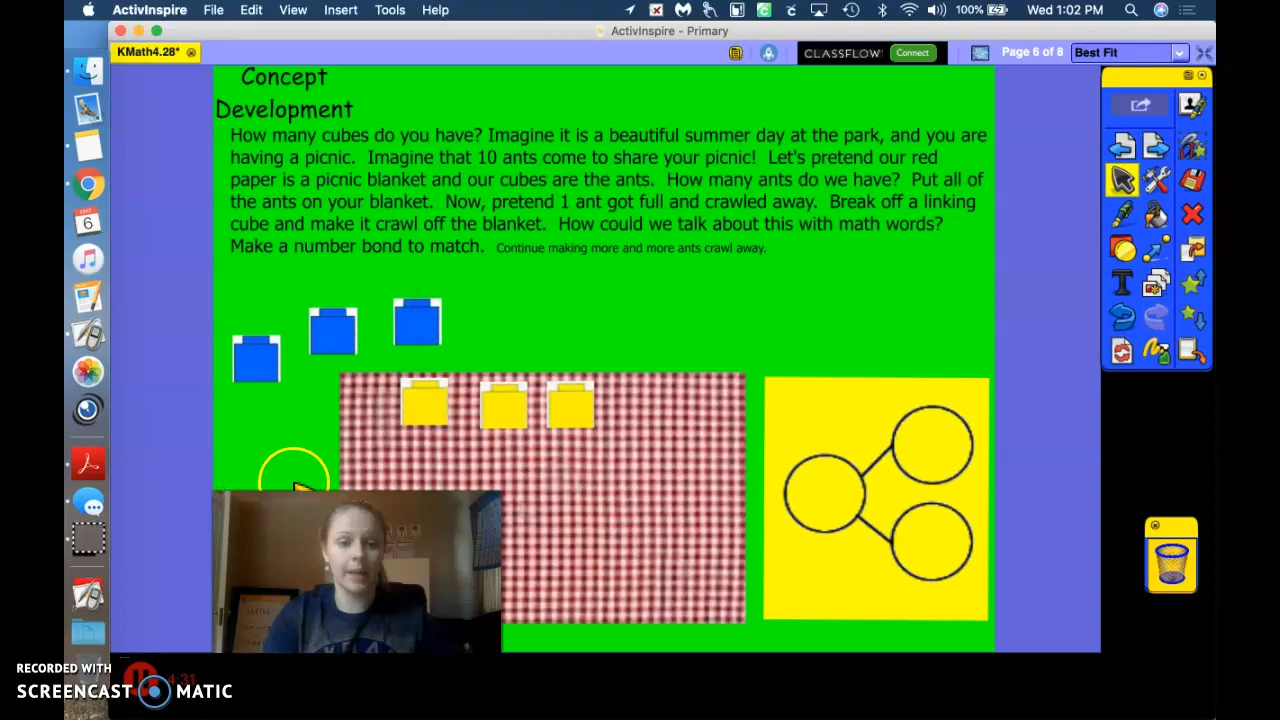 ActivInspire File Edit View Insert Tools Help 100% Wed 1:02 PM
ActivInspire - Primary
KMath4.28* CLASSFLOW Connect Page 6 of 8 Best Fit
Concept
Development
How many cubes do you have? Imagine it is a beautiful summer day at the park, and you are
having a picnic. Imagine that 10 ants come to share your picnic! Let's pretend our red
paper is a picnic blanket and our cubes are the ants. How many ants do we have? Put all of
the ants on your blanket. Now, pretend 1 ant got full and crawled away. Break off a linking
cube and make it crawl off the blanket. How could we talk about this with math words?
Make a number bond to match. Continue making more and more ants crawl away.
MAY
6
T
4:31
RECORDED WITH
SCREENCAST MATIC